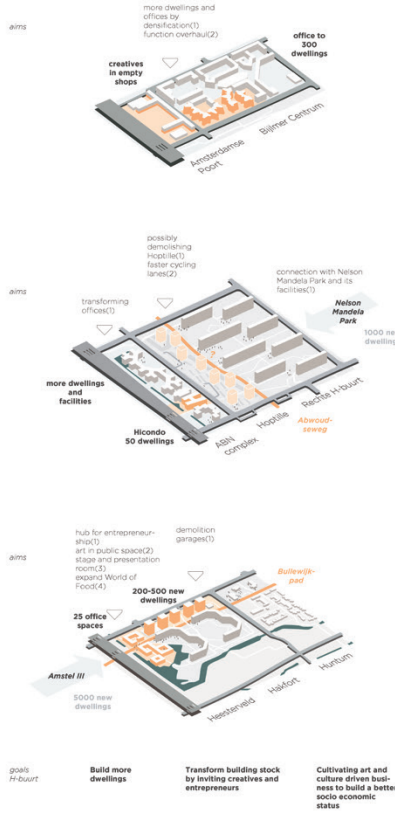 more dwellings and
offices by
densification(1)
function overhaul(2)
aims
office to
300
dwellings
creatives
in empty
shops
Bijlmer Centrum
Amsterdamse
Poort
possibly
demolishing
Hoptille(1)
faster cycling
lanes(2)
aims
connection with Nelson
Mandela Park and its
facilities(1)
transforming
offices(1)
Nelson
Mandela
Park
1000 new
dwellings
?
more dwellings
and
facilities
Hicondo
50 dwellings
ABN
complex
Hoptille
Rechte H-buurt
Abwoud-
seweg
hub for entrepreneur-
ship(1)
art in public space(2)
stage and presentation
room(3)
expand World of
Food(4)
demolition
garages(1)
aims
200-500 new
dwellings
Bullewijk-
pad
25 office
spaces
Amstel III
5000 new
dwellings
Heesterveld
Hakfort
Huntum
goals
H-buurt
Build more
dwellings
Transform building stock
by inviting creatives and
entrepreneurs
Cultivating art and
culture driven busi-
ness to build a better
socio economic
status